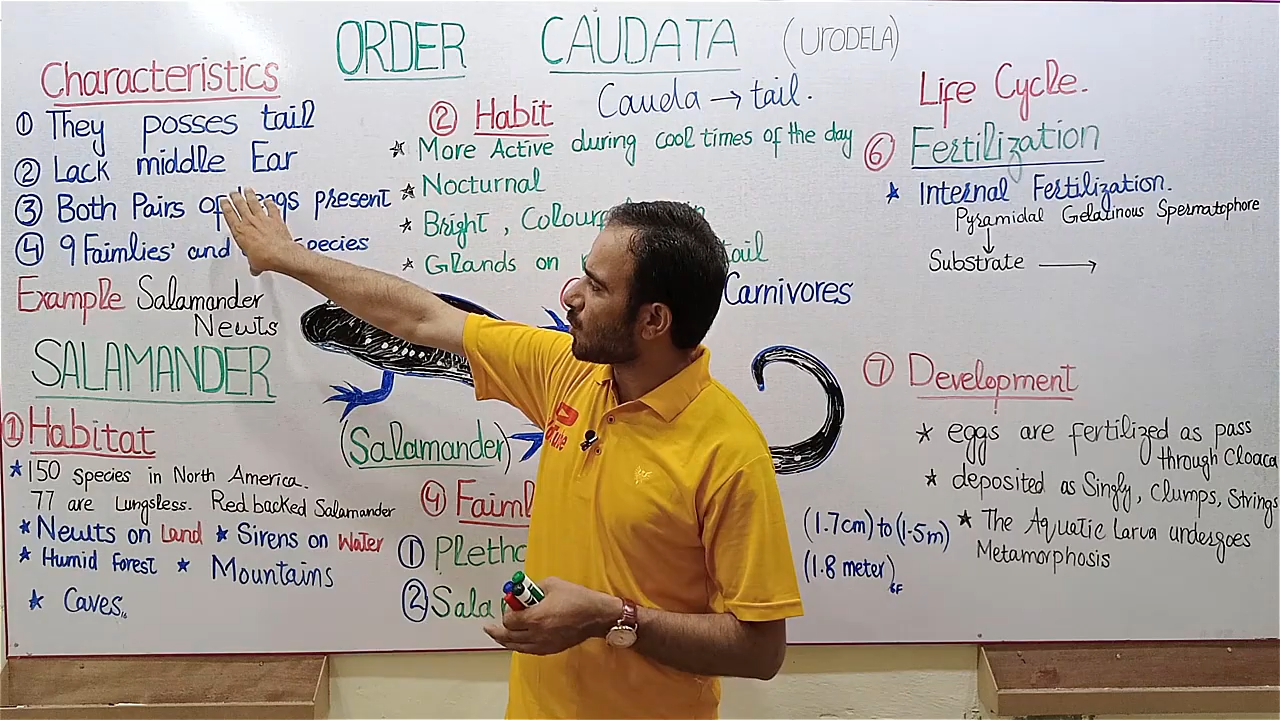 ORDER CAUDATA (URODELA)
Cauda → tail.
Characteristics
① They posses tail
② Lack middle Ear
③ Both Pairs of Legs present
④ 9 Faimlies' and Species
Example Salamander
Newts
SALAMANDER
① Habitat
* 150 species in North America.
77 are Lungsless. Red backed Salamander
* Newts on Land * Sirens on Water
* Humid forest * Mountains
* Caves
② Habit
* More Active during cool times of the day
* Nocturnal
* Bright, Coloure
* Glands on tail
Carnivores
(Salamander)
④ Faiml
① Pletho
② Sala
(1.7cm) to (1.5m)
(1.8 meter)
6F
Life Cycle.
⑥ Fertilization
* Internal Fertilization.
Pyramidal Gelatinous Spermatophore
↓
Substrate →
⑦ Development
* eggs are fertilized as pass
through Cloaca
* deposited as Singly, Clumps, Strings
* The Aquatic Larva undergoes
Metamorphosis